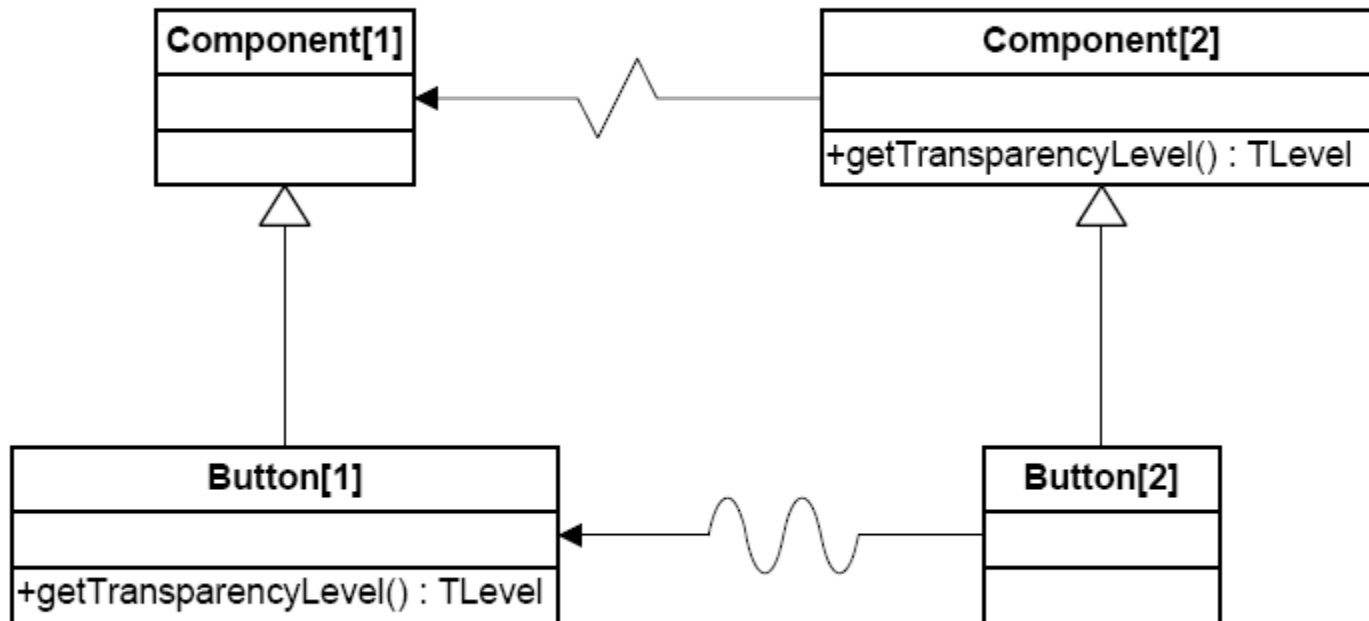 Component[1]
Component[2]
+getTransparencyLevel() : TLevel
Button[1]
Button[2]
+getTransparencyLevel() : TLevel